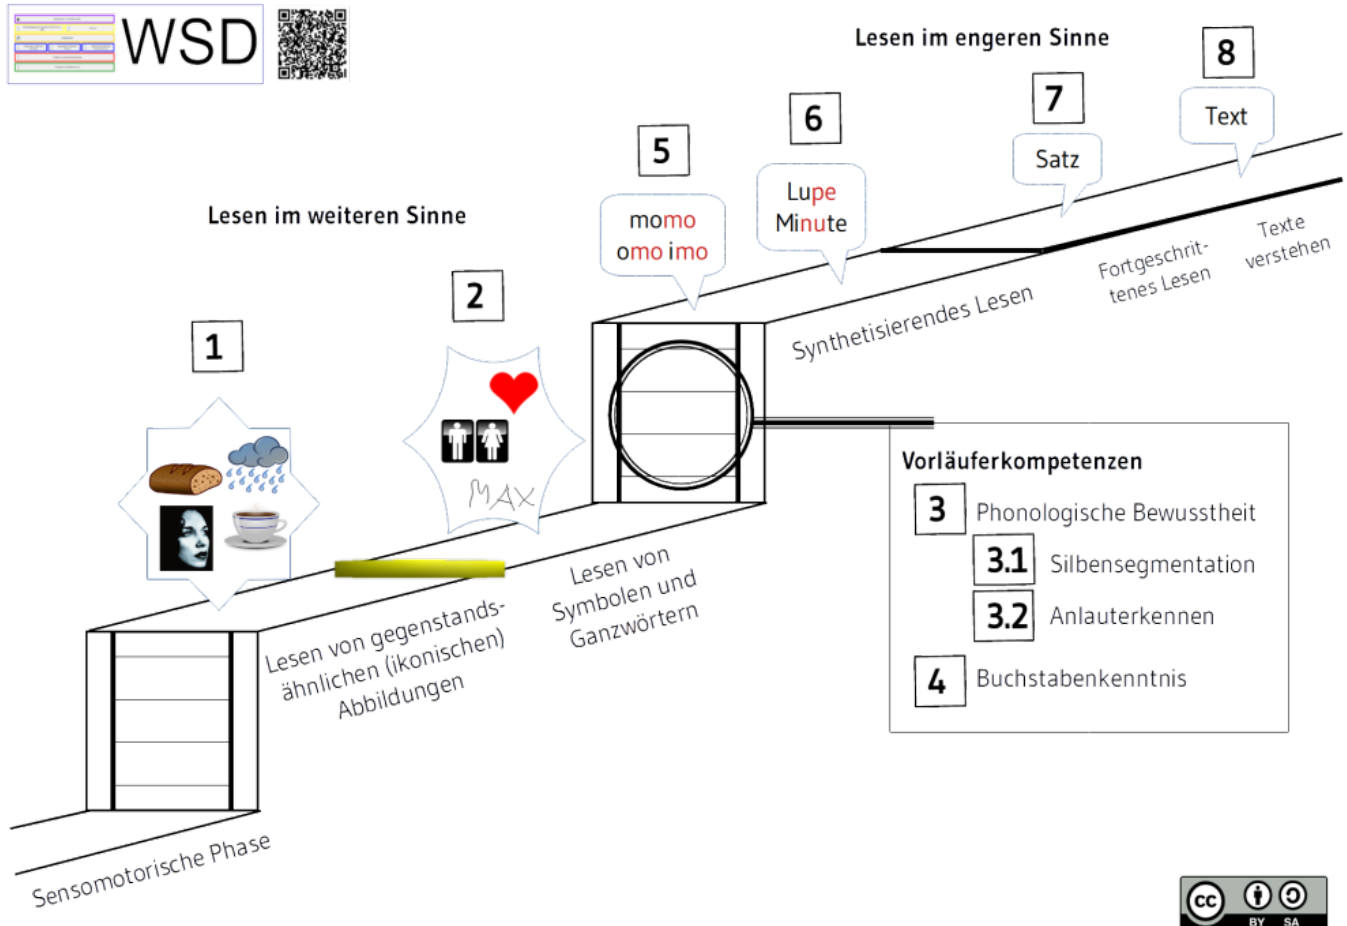 WSD
Lesen im engeren Sinne
8
7
6
5
Text
Satz
Lupe
Minute
momo
omo imo
Lesen im weiteren Sinne
2
1
MAX
Texte
verstehen
Fortgeschrit-
tenes Lesen
Synthetisierendes Lesen
Vorläuferkompetenzen
3 Phonologische Bewusstheit
3.1 Silbensegmentation
3.2 Anlauterkennen
4 Buchstabenkenntnis
Lesen von
Symbolen und
Ganzwörtern
Lesen von gegenstands-
ähnlichen (ikonischen)
Abbildungen
Sensomotorische Phase
cc
BY SA